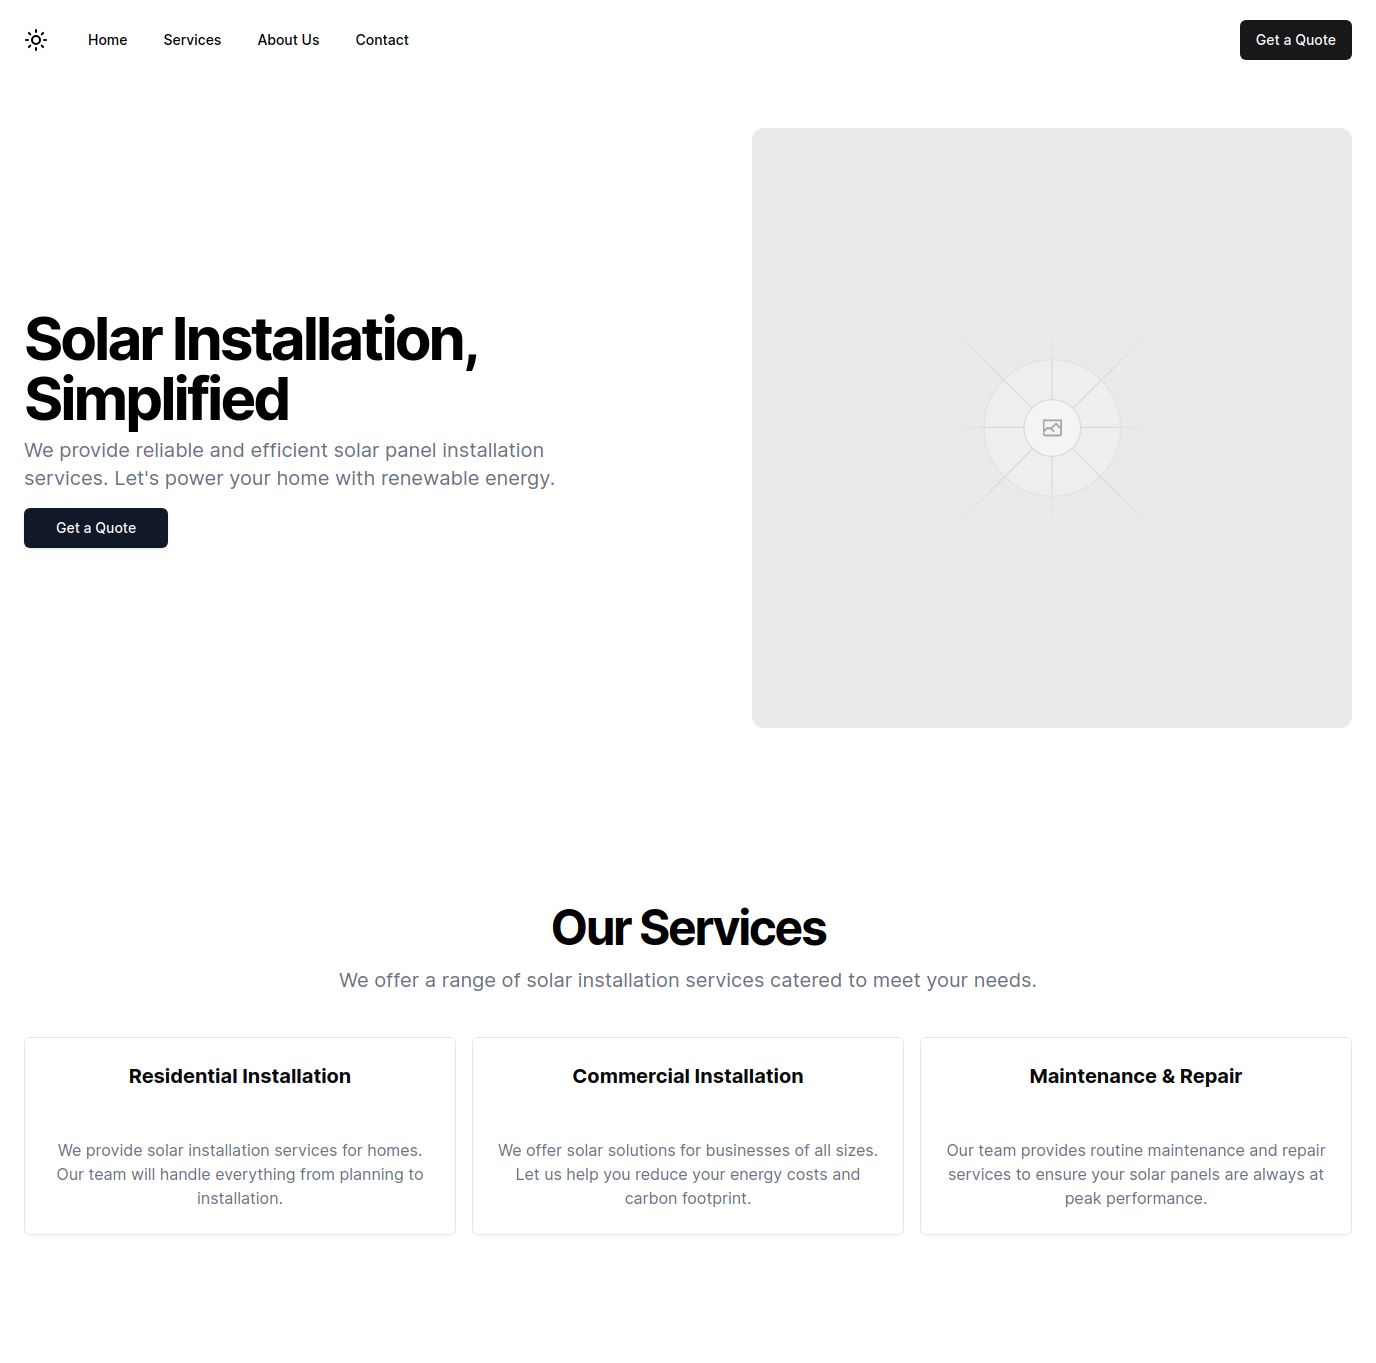 Home Services About Us Contact Get a Quote
Solar Installation,
Simplified
We provide reliable and efficient solar panel installation
services. Let's power your home with renewable energy.
Get a Quote
Our Services
We offer a range of solar installation services catered to meet your needs.
Residential Installation
We provide solar installation services for homes.
Our team will handle everything from planning to
installation.
Commercial Installation
We offer solar solutions for businesses of all sizes.
Let us help you reduce your energy costs and
carbon footprint.
Maintenance & Repair
Our team provides routine maintenance and repair
services to ensure your solar panels are always at
peak performance.